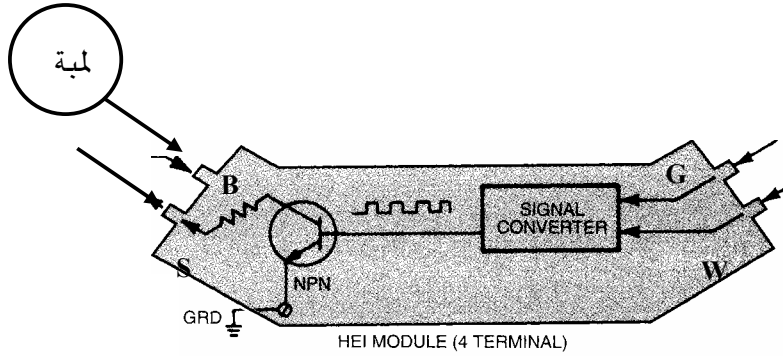 لمبة
B
G
SIGNAL
CONVERTER
S
W
NPN
GRD
HEI MODULE (4 TERMINAL)